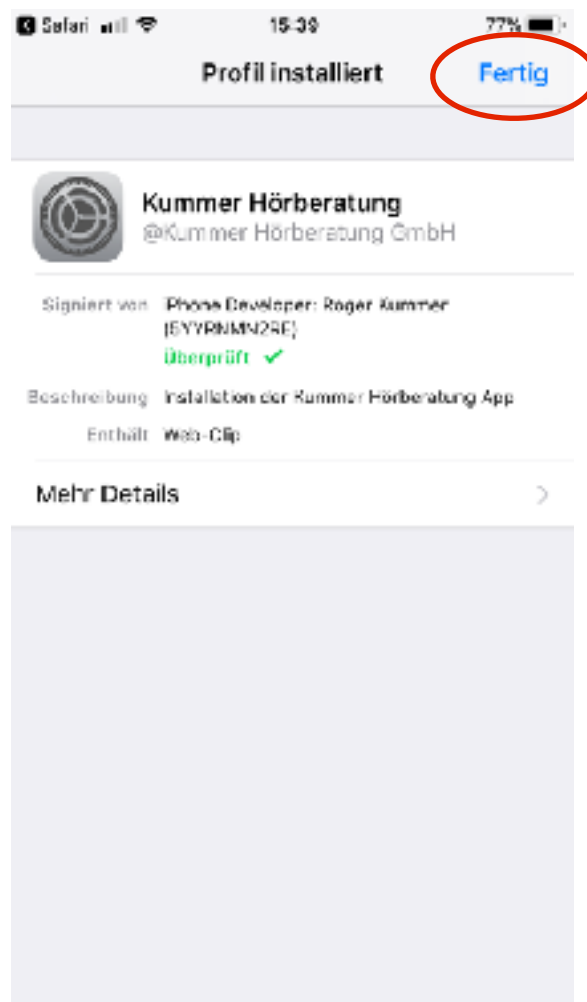 Safari 15:39 77%
Profil installiert Fertig
Kummer Hörberatung
@Kummer Hörberatung GmbH
Signiert von iPhone Developer: Roger Kummer
Überprüft ✓
Beschreibung Installation der Kummer Hörberatung App
Enthält Web-Clip
Mehr Details